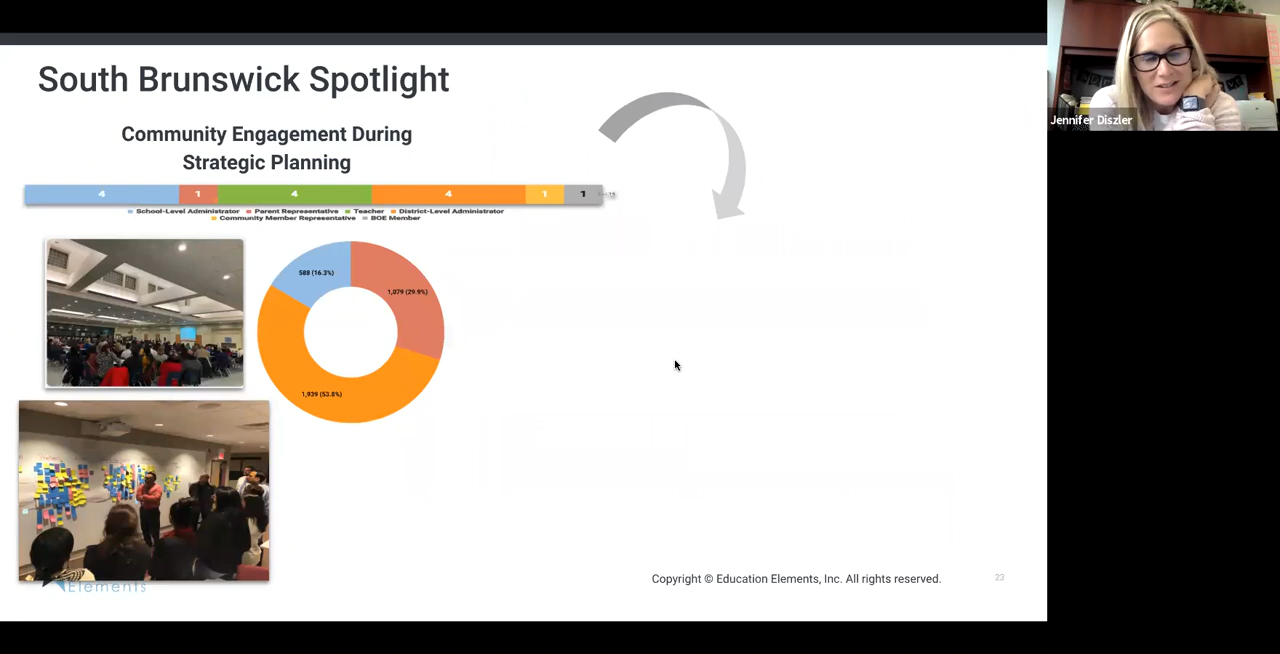 South Brunswick Spotlight
Jennifer Diszler
Community Engagement During
Strategic Planning
4 1 4 4 1 1
School-Level Administrator Parent Representative Teacher District-Level Administrator
Community Member Representative BOE Member
588 (16.3%)
1,079 (29.9%)
1,939 (53.8%)
Elements
Copyright © Education Elements, Inc. All rights reserved.
23